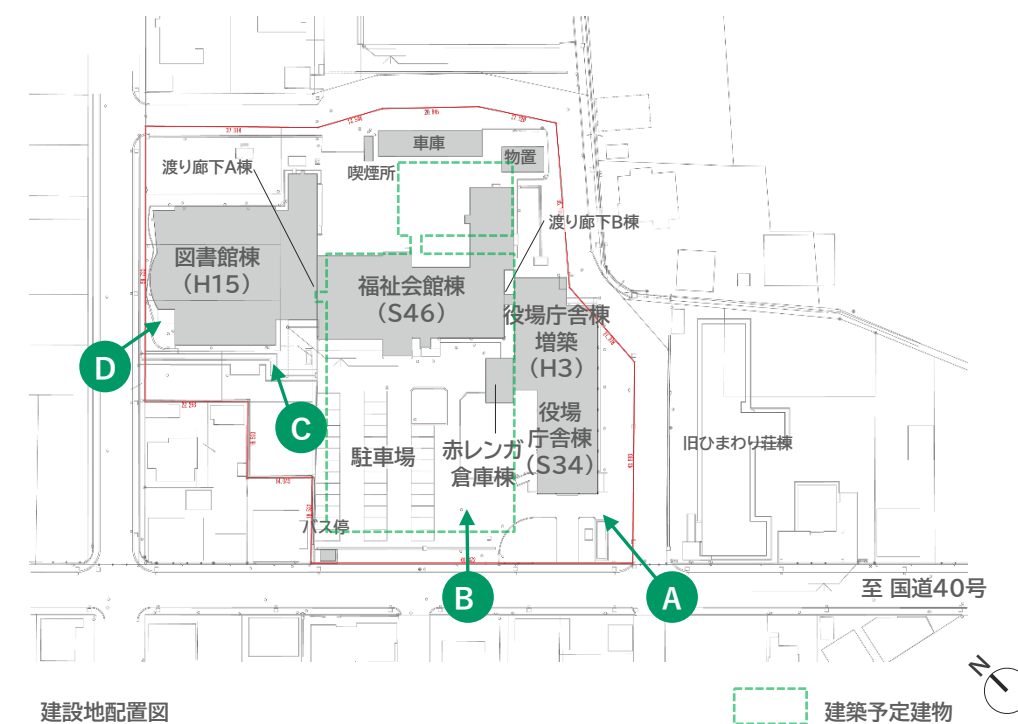 車庫
物置
喫煙所
渡り廊下A棟
渡り廊下B棟
図書館棟
（H15）
福祉会館棟
（S46）
役場庁舎棟
増築
（H3）
D
C
役場
庁舎棟
（S34）
赤レンガ
倉庫棟
駐車場
旧ひまわり荘棟
バス停
B
A
至 国道40号
N
建設地配置図
建築予定建物